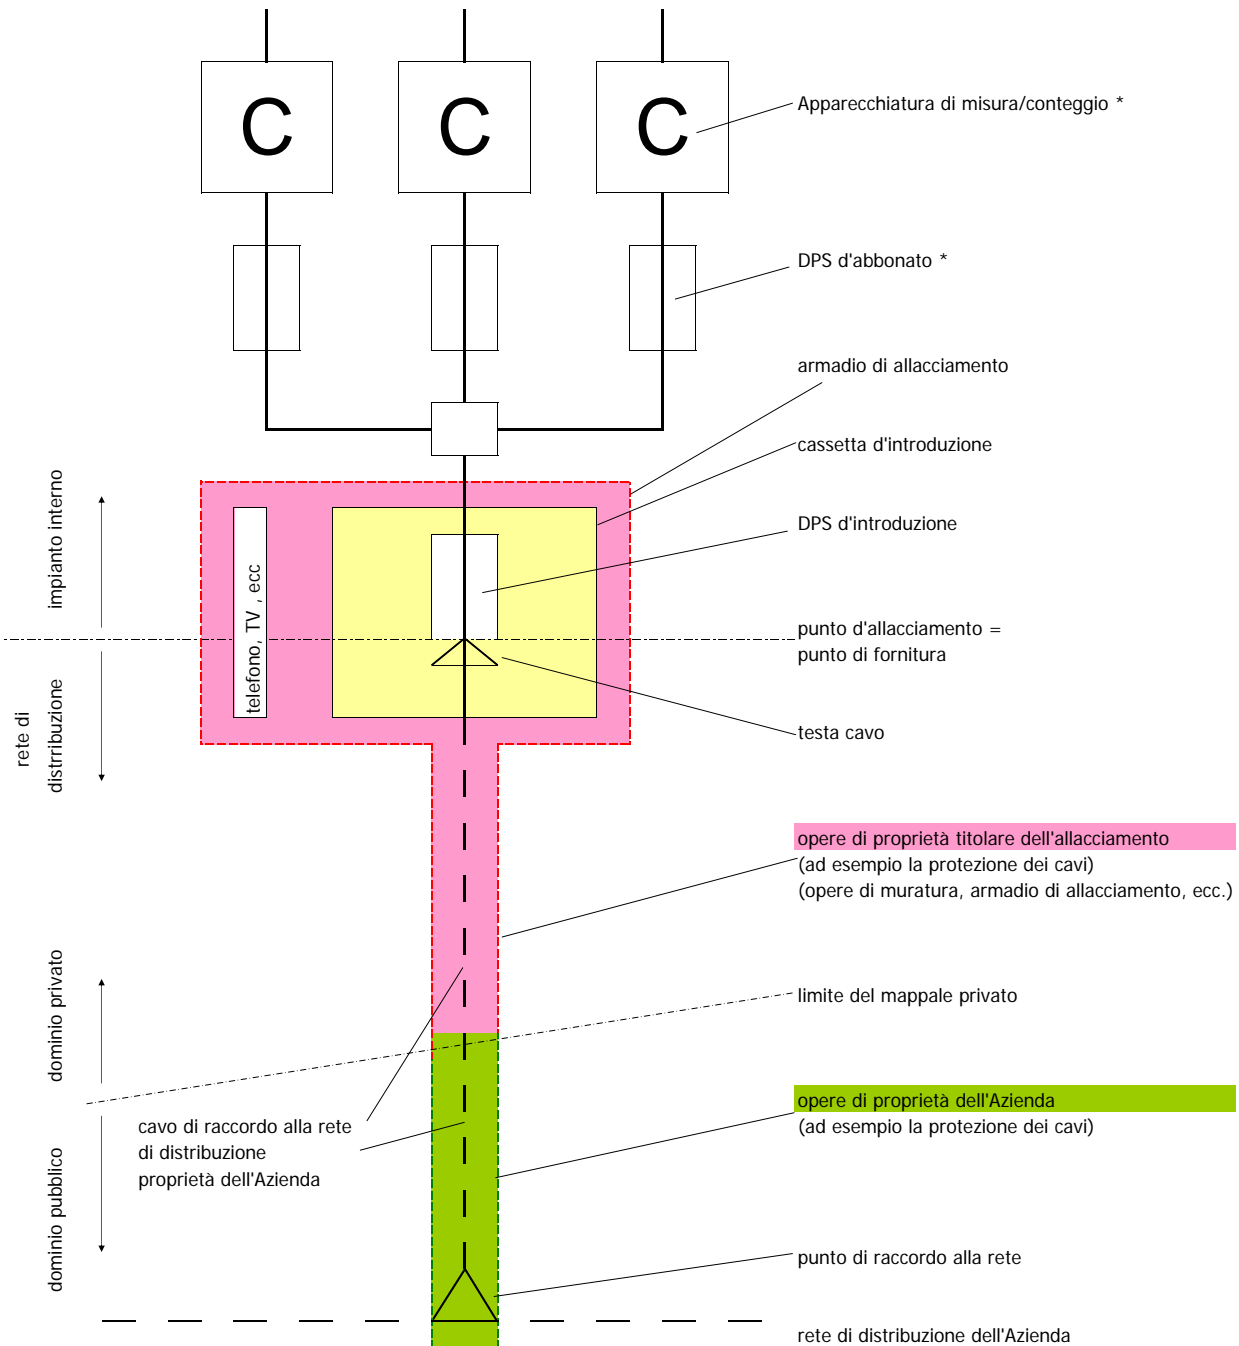 C
C
C
Apparecchiatura di misura/conteggio *
DPS d'abbonato *
armadio di allacciamento
cassetta d'introduzione
DPS d'introduzione
impianto interno
telefono, TV , ecc
punto d'allacciamento =
punto di fornitura
rete di
distrribuzione
testa cavo
opere di proprietà titolare dell'allacciamento
(ad esempio la protezione dei cavi)
(opere di muratura, armadio di allacciamento, ecc.)
dominio privato
limite del mappale privato
opere di proprietà dell'Azienda
(ad esempio la protezione dei cavi)
cavo di raccordo alla rete
di distribuzione
proprietà dell'Azienda
dominio pubblico
punto di raccordo alla rete
rete di distribuzione dell'Azienda